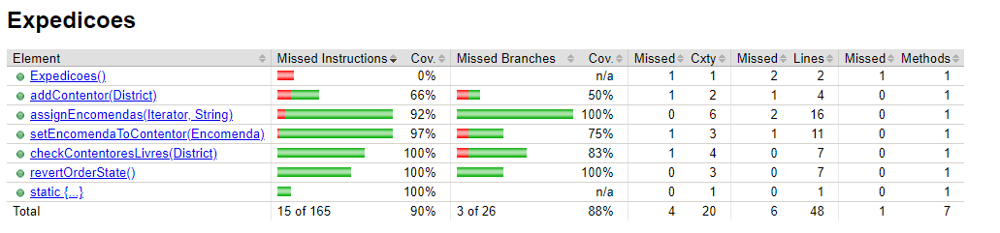 Expedicoes
Element Missed Instructions Cov. Missed Branches Cov. Missed Cxty Missed Lines Missed Methods
Expedicoes() 0% n/a 1 1 2 2 1 1
addContentor(District) 66% 50% 1 2 1 4 0 1
assignEncomendas(Iterator, String) 92% 100% 0 6 2 16 0 1
setEncomendaToContentor(Encomenda) 97% 75% 1 3 1 11 0 1
checkContentoresLivres(District) 100% 83% 1 4 0 7 0 1
revertOrderState() 100% 100% 0 3 0 7 0 1
static {...} 100% n/a 0 1 0 1 0 1
Total 15 of 165 90% 3 of 26 88% 4 20 6 48 1 7